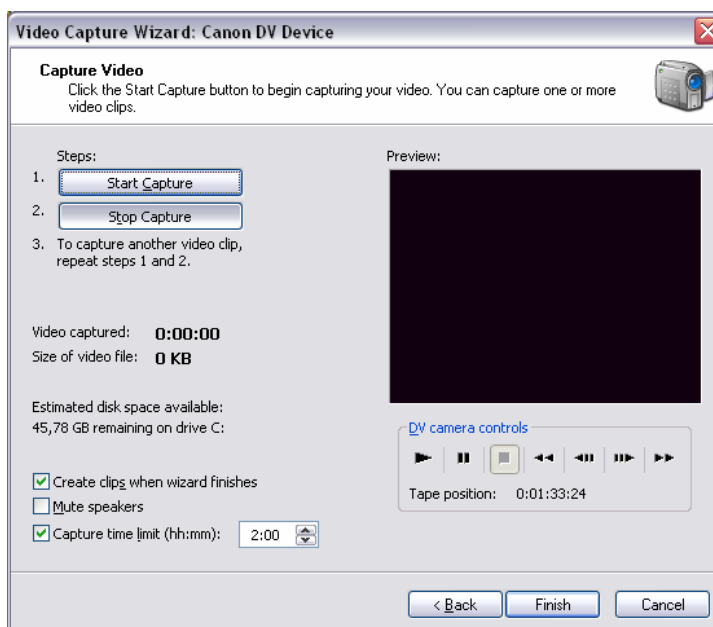 Video Capture Wizard: Canon DV Device
Capture Video
Click the Start Capture button to begin capturing your video. You can capture one or more
video clips.
Steps:
1. Start Capture
2. Stop Capture
3. To capture another video clip,
repeat steps 1 and 2.
Video captured: 0:00:00
Size of video file: 0 KB
Estimated disk space available:
45,78 GB remaining on drive C:
Create clips when wizard finishes
Mute speakers
Capture time limit (hh:mm): 2:00
Preview:
DV camera controls
Tape position: 0:01:33:24
< Back Finish Cancel